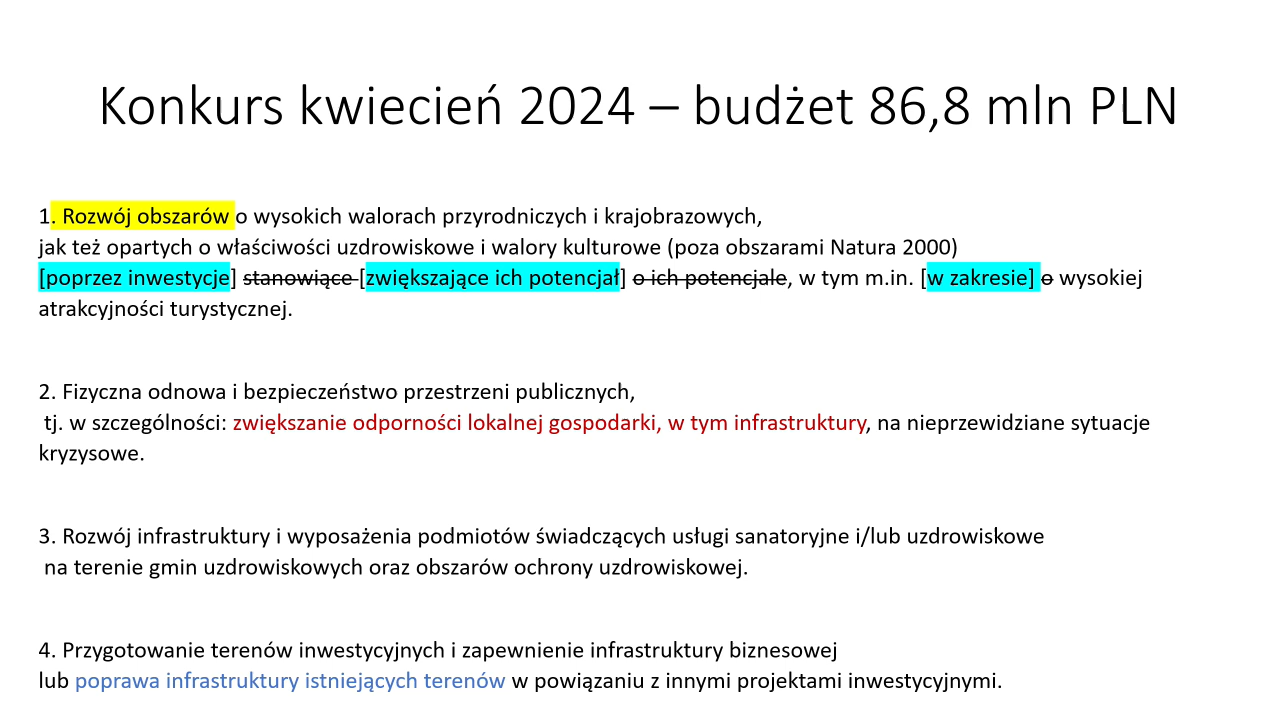 Konkurs kwiecień 2024 – budżet 86,8 mln PLN
1. Rozwój obszarów o wysokich walorach przyrodniczych i krajobrazowych,
jak też opartych o właściwości uzdrowiskowe i walory kulturowe (poza obszarami Natura 2000)
[poprzez inwestycje] stanowiące [zwiększające ich potencjał] o ich potencjale, w tym m.in. [w zakresie] o wysokiej
atrakcyjności turystycznej.
2. Fizyczna odnowa i bezpieczeństwo przestrzeni publicznych,
tj. w szczególności: zwiększanie odporności lokalnej gospodarki, w tym infrastruktury, na nieprzewidziane sytuacje
kryzysowe.
3. Rozwój infrastruktury i wyposażenia podmiotów świadczących usługi sanatoryjne i/lub uzdrowiskowe
na terenie gmin uzdrowiskowych oraz obszarów ochrony uzdrowiskowej.
4. Przygotowanie terenów inwestycyjnych i zapewnienie infrastruktury biznesowej
lub poprawa infrastruktury istniejących terenów w powiązaniu z innymi projektami inwestycyjnymi.